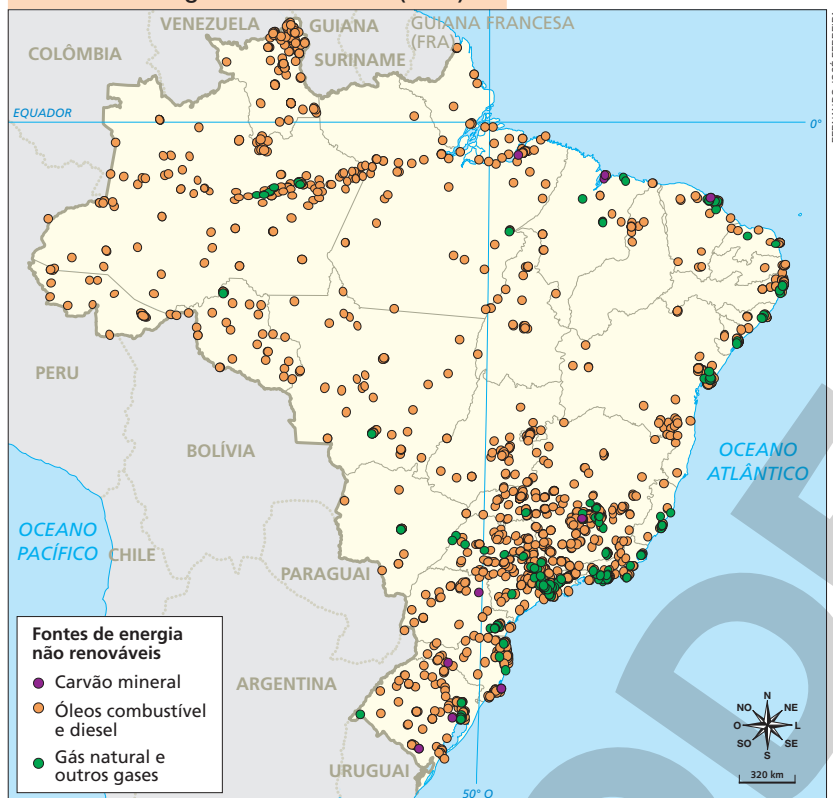 VENEZUELA
GUIANA
GUIANA FRANCESA
(FRA)
COLÔMBIA
SURINAME
EQUADOR
0°
PERU
BOLÍVIA
OCEANO
ATLÂNTICO
OCEANO
PACÍFICO
CHILE
PARAGUAI
Fontes de energia
não renováveis
Carvão mineral
Óleos combustível
e diesel
Gás natural e
outros gases
ARGENTINA
URUGUAI
N
NO
NE
O
L
SO
SE
S
320 km
50° O